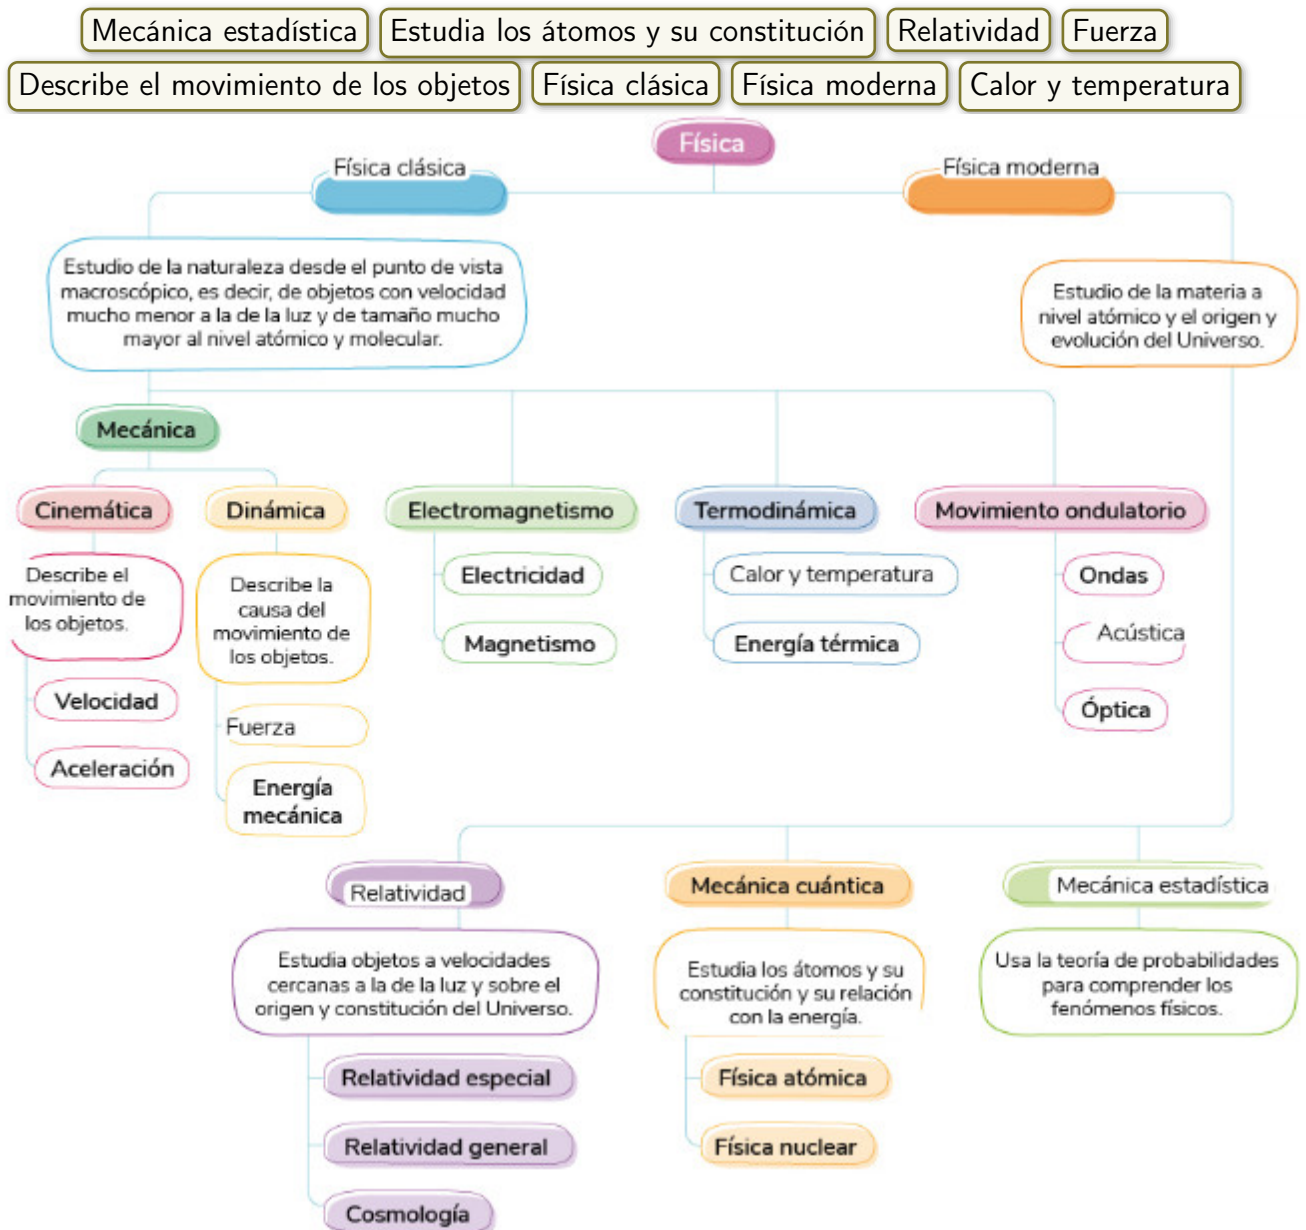 Mecánica estadística Estudia los átomos y su constitución Relatividad Fuerza
Describe el movimiento de los objetos Física clásica Física moderna Calor y temperatura
Física
Física clásica
Física moderna
Estudio de la naturaleza desde el punto de vista
macroscópico, es decir, de objetos con velocidad
mucho menor a la de la luz y de tamaño mucho
mayor al nivel atómico y molecular.
Estudio de la materia a
nivel atómico y el origen y
evolución del Universo.
Mecánica
Cinemática
Describe el
movimiento de
los objetos.
Velocidad
Aceleración
Dinámica
Describe la
causa del
movimiento de
los objetos.
Fuerza
Energía
mecánica
Electromagnetismo
Electricidad
Magnetismo
Termodinámica
Calor y temperatura
Energía térmica
Movimiento ondulatorio
Ondas
Acústica
Óptica
Relatividad
Estudia objetos a velocidades
cercanas a la de la luz y sobre el
origen y constitución del Universo.
Relatividad especial
Relatividad general
Cosmología
Mecánica cuántica
Estudia los átomos y su
constitución y su relación
con la energía.
Física atómica
Física nuclear
Mecánica estadística
Usa la teoría de probabilidades
para comprender los
fenómenos físicos.